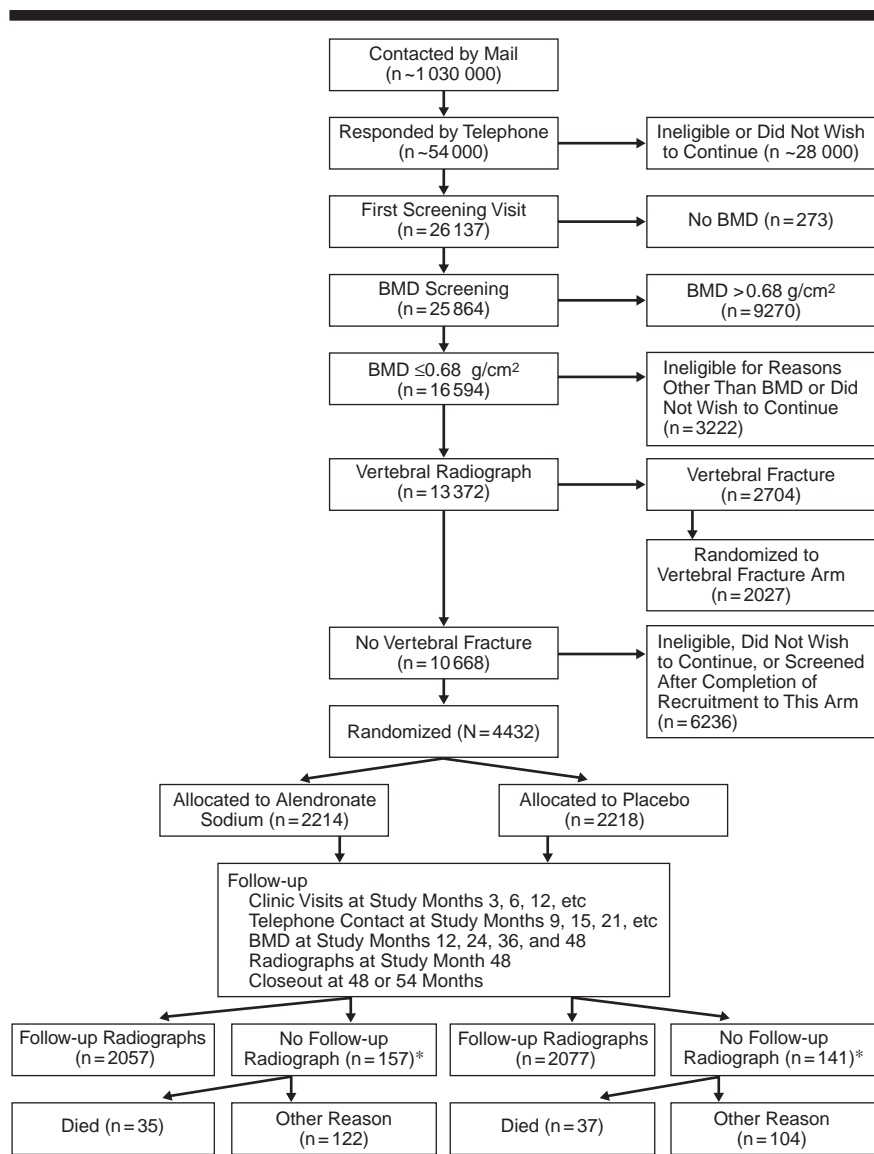 Contacted by Mail
(n ~1 030 000)
Responded by Telephone
(n ~54 000)
Ineligible or Did Not Wish
to Continue (n ~28 000)
First Screening Visit
(n = 26 137)
No BMD (n = 273)
BMD Screening
(n = 25 864)
BMD > 0.68 g/cm²
(n = 9270)
BMD ≤0.68 g/cm²
(n = 16 594)
Ineligible for Reasons
Other Than BMD or Did
Not Wish to Continue
(n = 3222)
Vertebral Radiograph
(n = 13 372)
Vertebral Fracture
(n = 2704)
Randomized to
Vertebral Fracture Arm
(n = 2027)
No Vertebral Fracture
(n = 10 668)
Ineligible, Did Not Wish
to Continue, or Screened
After Completion of
Recruitment to This Arm
(n = 6236)
Randomized (N = 4432)
Allocated to Alendronate
Sodium (n = 2214)
Allocated to Placebo
(n = 2218)
Follow-up
Clinic Visits at Study Months 3, 6, 12, etc
Telephone Contact at Study Months 9, 15, 21, etc
BMD at Study Months 12, 24, 36, and 48
Radiographs at Study Month 48
Closeout at 48 or 54 Months
Follow-up Radiographs
(n = 2057)
No Follow-up
Radiograph (n = 157)*
Follow-up Radiographs
(n = 2077)
No Follow-up
Radiograph (n = 141)*
Died (n = 35)
Other Reason
(n = 122)
Died (n = 37)
Other Reason
(n = 104)